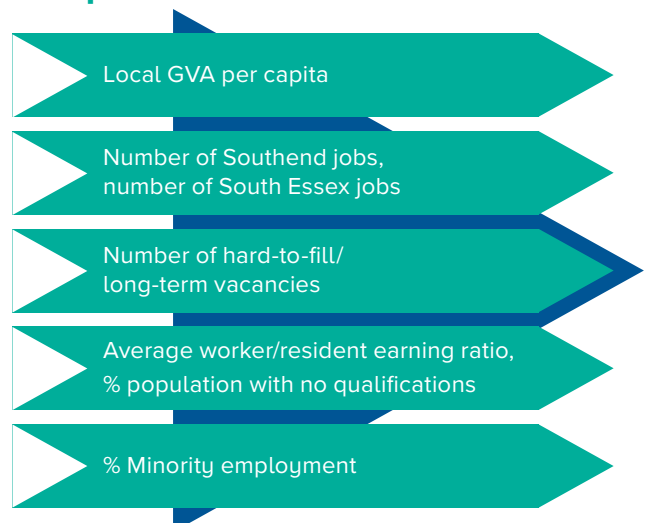 Local GVA per capita
Number of Southend jobs,
number of South Essex jobs
Number of hard-to-fill/
long-term vacancies
Average worker/resident earning ratio,
% population with no qualifications
% Minority employment